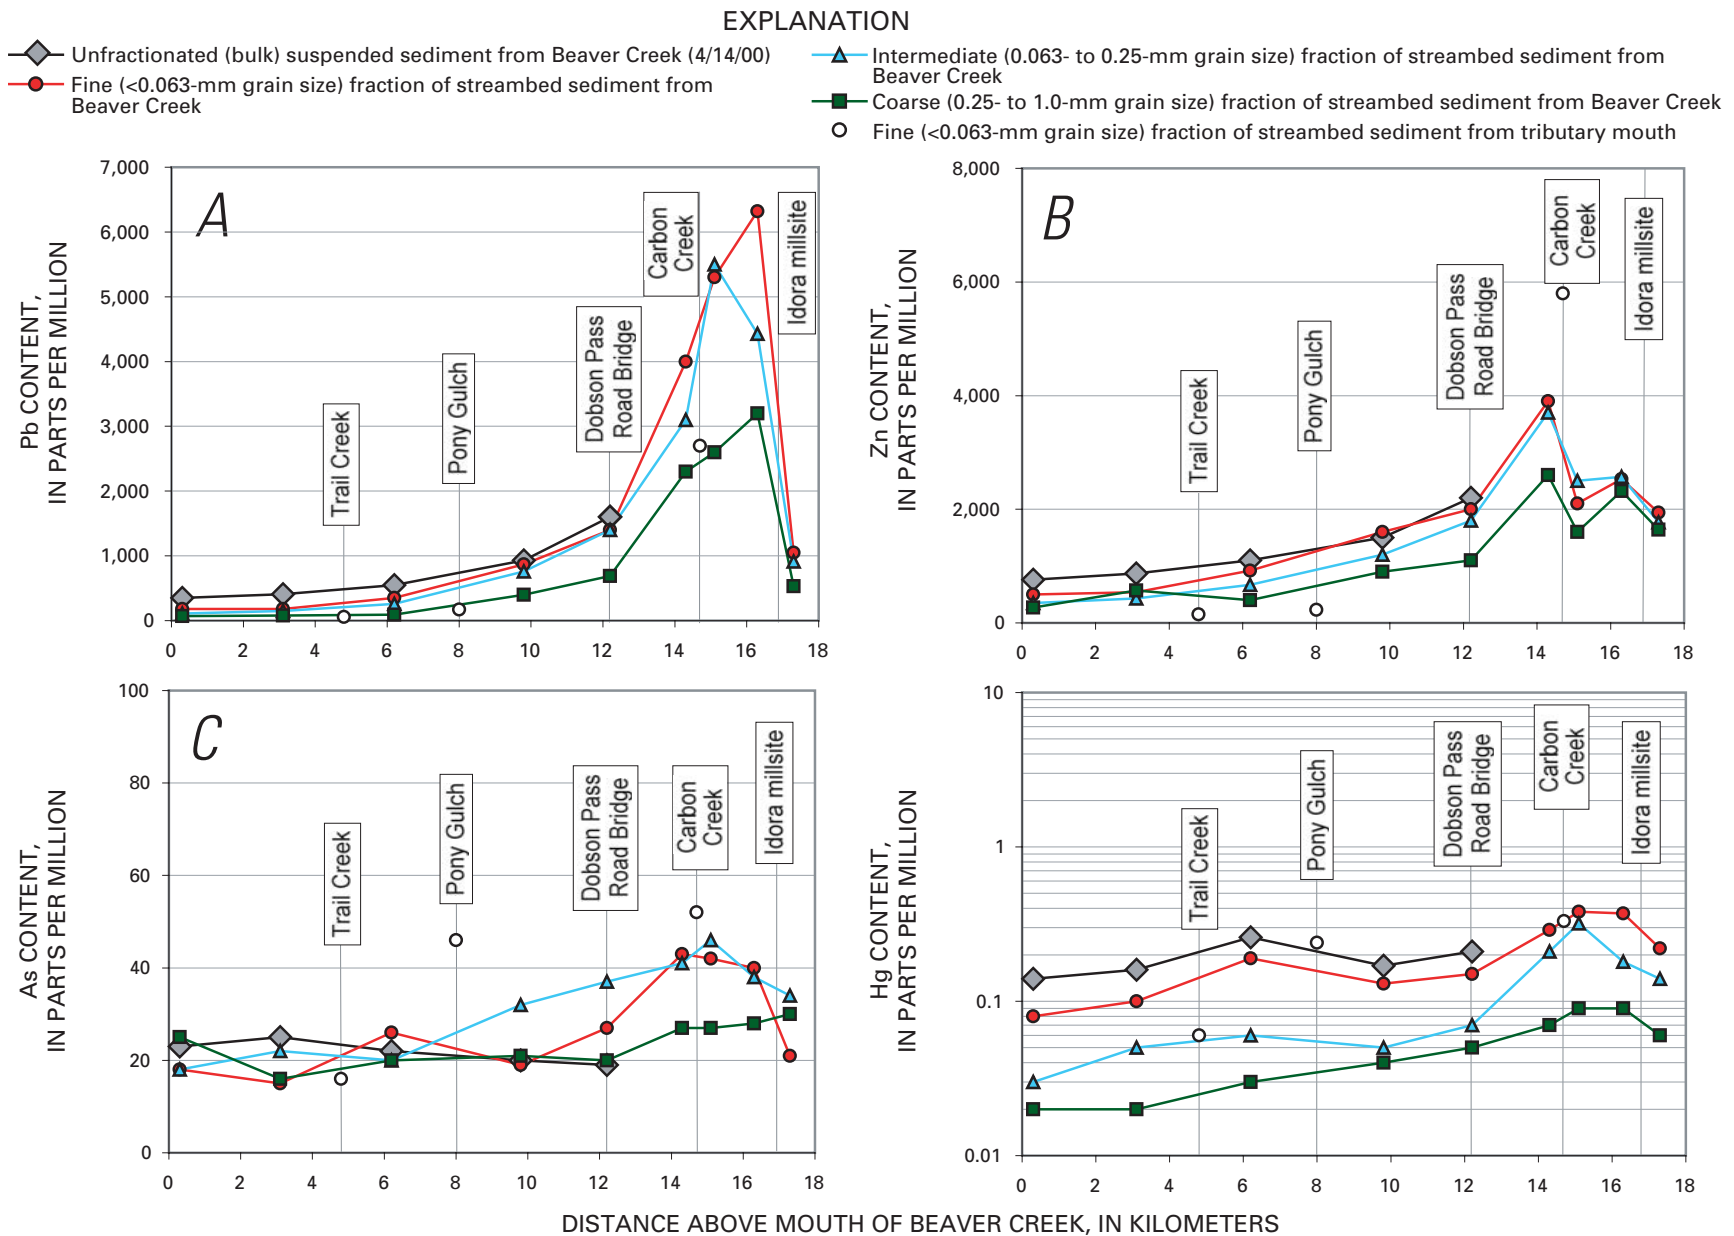 EXPLANATION
Unfractionated (bulk) suspended sediment from Beaver Creek (4/14/00)
Fine (<0.063-mm grain size) fraction of streambed sediment from
Beaver Creek
Intermediate (0.063- to 0.25-mm grain size) fraction of streambed sediment from
Beaver Creek
Coarse (0.25- to 1.0-mm grain size) fraction of streambed sediment from Beaver Creek
Fine (<0.063-mm grain size) fraction of streambed sediment from tributary mouth
A
Pb CONTENT,
IN PARTS PER MILLION
7,000
6,000
5,000
4,000
3,000
2,000
1,000
0
Trail Creek
Pony Gulch
Dobson Pass
Road Bridge
Carbon
Creek
Idora millsite
0 2 4 6 8 10 12 14 16 18
B
Zn CONTENT,
IN PARTS PER MILLION
8,000
6,000
4,000
2,000
0
Trail Creek
Pony Gulch
Dobson Pass
Road Bridge
Carbon
Creek
Idora millsite
0 2 4 6 8 10 12 14 16 18
C
As CONTENT,
IN PARTS PER MILLION
100
80
60
40
20
0
Trail Creek
Pony Gulch
Dobson Pass
Road Bridge
Carbon
Creek
Idora millsite
0 2 4 6 8 10 12 14 16 18
Hg CONTENT,
IN PARTS PER MILLION
10
1
0.1
0.01
Trail Creek
Pony Gulch
Dobson Pass
Road Bridge
Carbon
Creek
Idora millsite
0 2 4 6 8 10 12 14 16 18
DISTANCE ABOVE MOUTH OF BEAVER CREEK, IN KILOMETERS